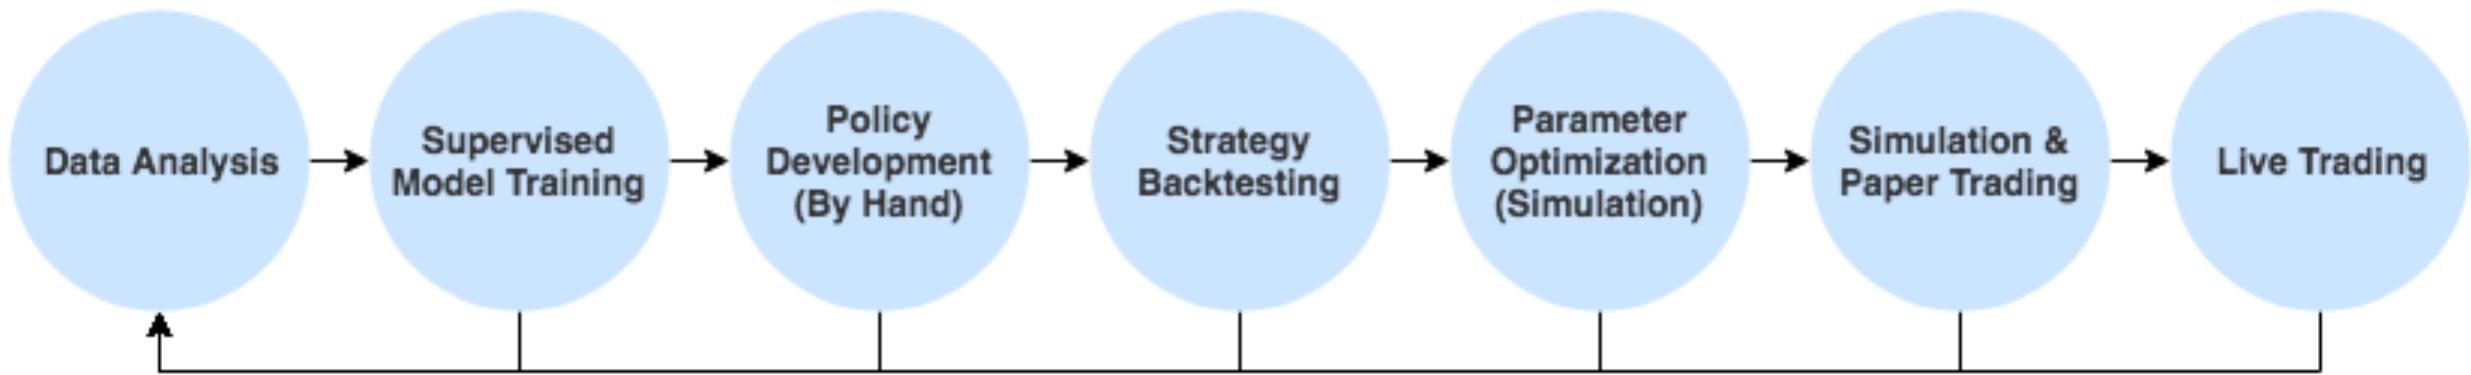 Data Analysis
Supervised
Model Training
Policy
Development
(By Hand)
Strategy
Backtesting
Parameter
Optimization
(Simulation)
Simulation &
Paper Trading
Live Trading